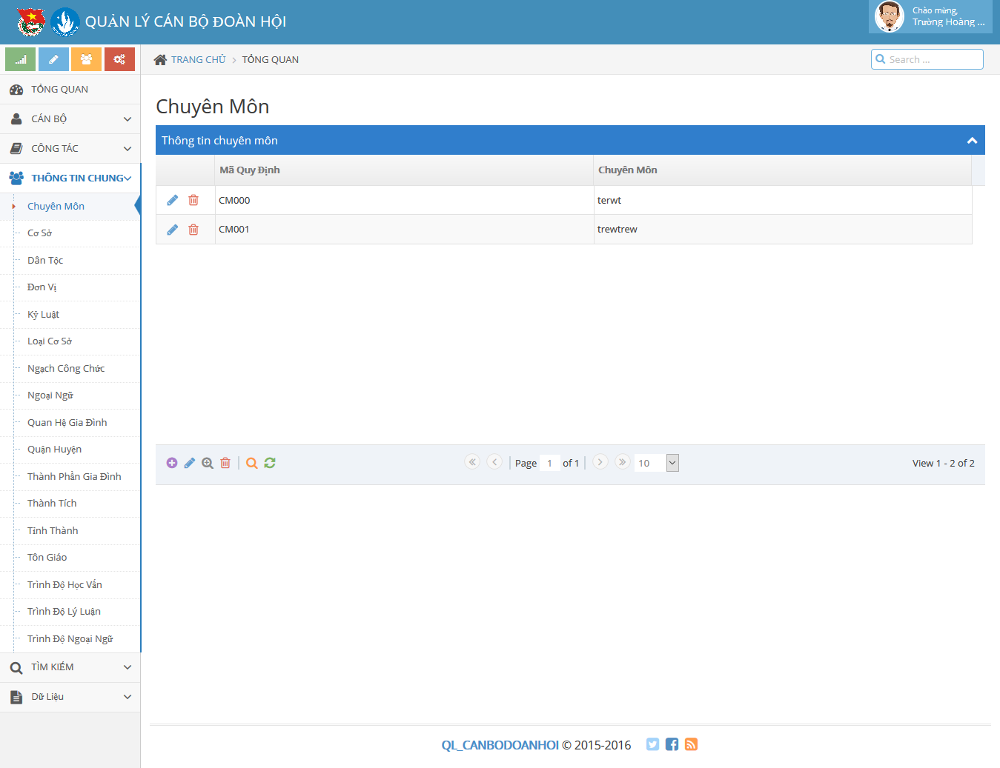 QUẢN LÝ CÁN BỘ ĐOÀN HỘI
Chào mừng,
Trường Hoàng ...
TRANG CHỦ
TỔNG QUAN
Search ...
TỔNG QUAN
CÁN BỘ
CÔNG TÁC
THÔNG TIN CHUNG
Chuyên Môn
Cơ Sở
Dân Tộc
Đơn Vị
Kỷ Luật
Loại Cơ Sở
Ngạch Công Chức
Ngoại Ngữ
Quan Hệ Gia Đình
Quận Huyện
Thành Phần Gia Đình
Thành Tích
Tỉnh Thành
Tôn Giáo
Trình Độ Học Vấn
Trình Độ Lý Luận
Trình Độ Ngoại Ngữ
TÌM KIẾM
Dữ Liệu
Chuyên Môn
Thông tin chuyên môn
Mã Quy Định Chuyên Môn
CM000 terwt
CM001 trewtrew
Page 1 of 1 10 View 1 - 2 of 2
QL_CANBODOANHOI © 2015-2016